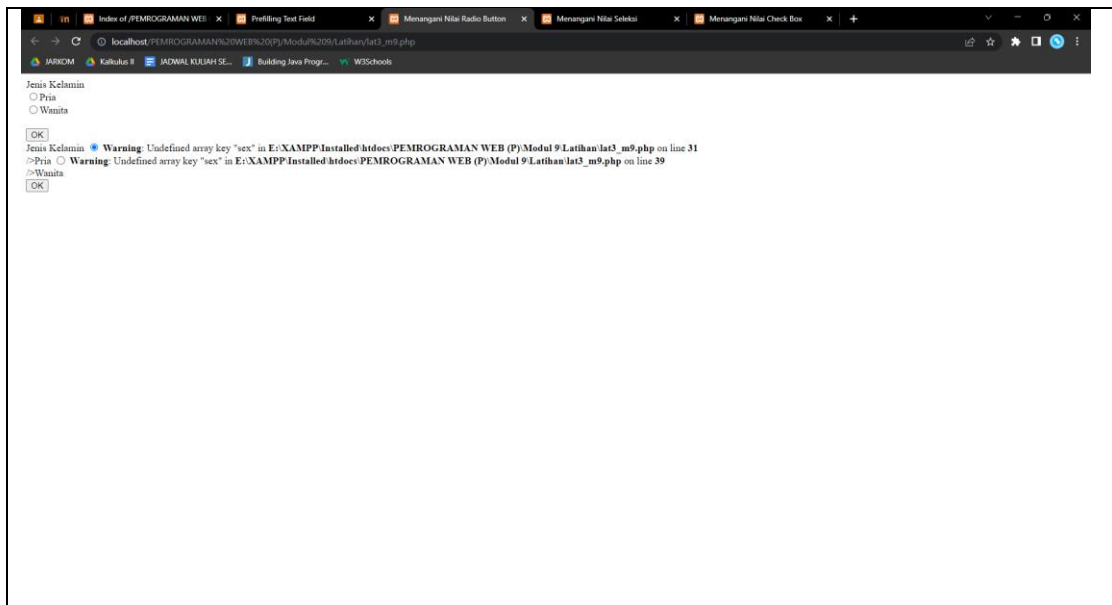 Index of /PEMROGRAMAN WEB
Prefilling Text Field
Menangani Nilai Radio Button
Menangani Nilai Seleksi
Menangani Nilai Check Box
localhost/PEMROGRAMAN%20WEB%20(P)/Modul%209/Latihan/lat3_m9.php
JARKOM
Kalkulus II
JADWAL KULIAH SE...
Building Java Progr...
W3Schools
Jenis Kelamin
Pria
Wanita
OK
Jenis Kelamin Warning: Undefined array key "sex" in E:\XAMPP\Installed\htdocs\PEMROGRAMAN WEB (P)\Modul 9\Latihan\lat3_m9.php on line 31
/>Pria Warning: Undefined array key "sex" in E:\XAMPP\Installed\htdocs\PEMROGRAMAN WEB (P)\Modul 9\Latihan\lat3_m9.php on line 39
/>Wanita
OK